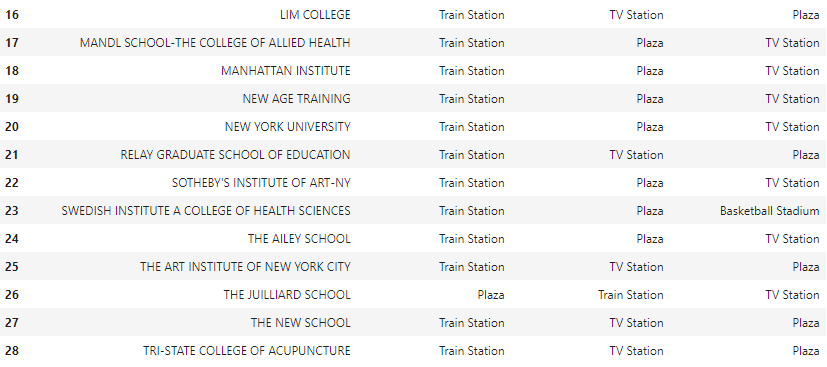 16 LIM COLLEGE Train Station TV Station Plaza
17 MANDL SCHOOL-THE COLLEGE OF ALLIED HEALTH Train Station Plaza TV Station
18 MANHATTAN INSTITUTE Train Station Plaza TV Station
19 NEW AGE TRAINING Train Station Plaza TV Station
20 NEW YORK UNIVERSITY Train Station Plaza TV Station
21 RELAY GRADUATE SCHOOL OF EDUCATION Train Station TV Station Plaza
22 SOTHEBY'S INSTITUTE OF ART-NY Train Station Plaza TV Station
23 SWEDISH INSTITUTE A COLLEGE OF HEALTH SCIENCES Train Station Plaza Basketball Stadium
24 THE AILEY SCHOOL Train Station Plaza TV Station
25 THE ART INSTITUTE OF NEW YORK CITY Train Station TV Station Plaza
26 THE JUILLIARD SCHOOL Plaza Train Station TV Station
27 THE NEW SCHOOL Train Station TV Station Plaza
28 TRI-STATE COLLEGE OF ACUPUNCTURE Train Station TV Station Plaza